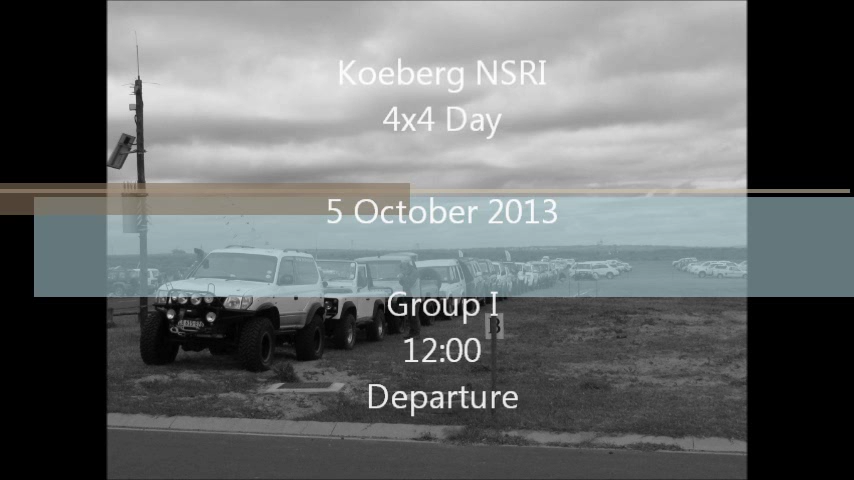 Koeberg NSRI
4x4 Day
5 October 2013
Group I
B
12:00
Departure